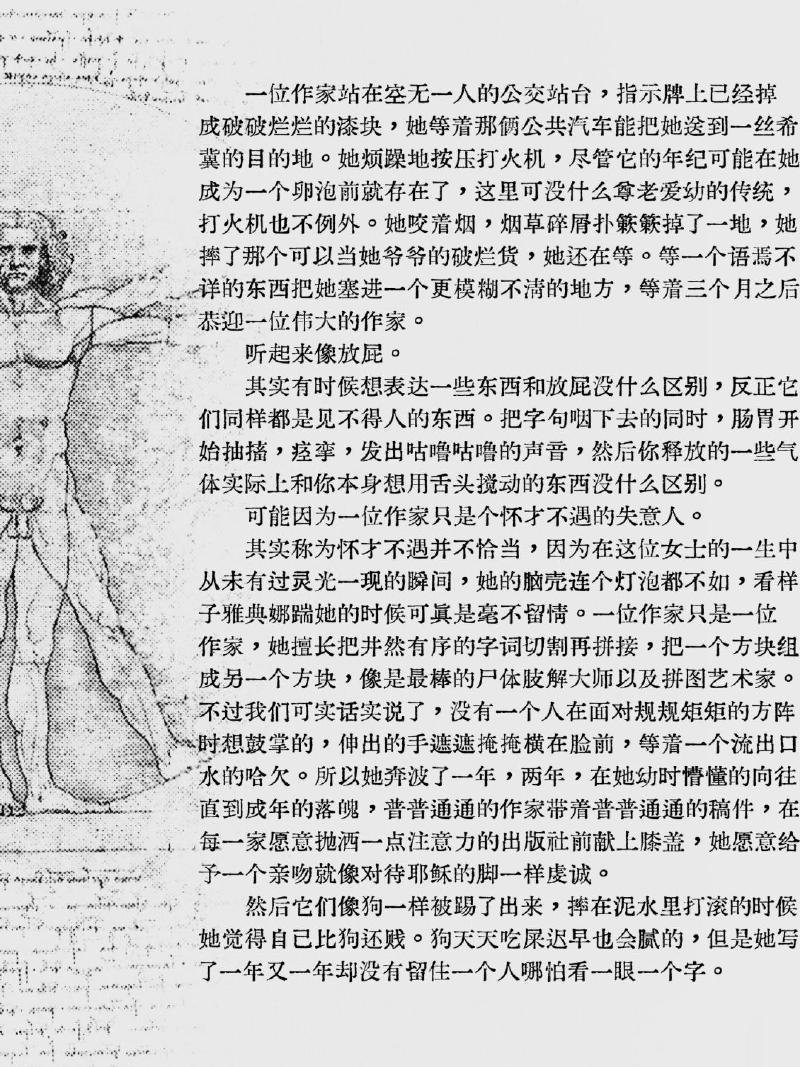 一位作家站在空无一人的公交站台，指示牌上已经掉
成破破烂烂的漆块，她等着那俩公共汽车能把她送到一丝希
冀的目的地。她烦躁地按压打火机，尽管它的年纪可能在她
成为一个卵泡前就存在了，这里可没什么尊老爱幼的传统，
打火机也不例外。她咬着烟，烟草碎屑扑簌簌掉了一地，她
摔了那个可以当她爷爷的破烂货，她还在等。等一个语焉不
详的东西把她塞进一个更模糊不清的地方，等着三个月之后
恭迎一位伟大的作家。
听起来像放屁。
其实有时候想表达一些东西和放屁没什么区别，反正它
们同样都是见不得人的东西。把字句咽下去的同时，肠胃开
始抽搐，痉挛，发出咕噜咕噜的声音，然后你释放的一些气
体实际上和你本身想用舌头搅动的东西没什么区别。
可能因为一位作家只是个怀才不遇的失意人。
其实称为怀才不遇并不恰当，因为在这位女士的一生中
从未有过灵光一现的瞬间，她的脑壳连个灯泡都不如，看样
子雅典娜踹她的时候可真是毫不留情。一位作家只是一位
作家，她擅长把井然有序的字词切割再拼接，把一个方块组
成另一个方块，像是最棒的尸体肢解大师以及拼图艺术家。
不过我们可实话实说了，没有一个人在面对规规矩矩的方阵
时想鼓掌的，伸出的手遮遮掩掩横在脸前，等着一个流出口
水的哈欠。所以她奔波了一年，两年，在她幼时懵懂的向往
直到成年的落魄，普普通通的作家带着普普通通的稿件，在
每一家愿意抛洒一点注意力的出版社前献上膝盖，她愿意给
予一个亲吻就像对待耶稣的脚一样虔诚。
然后它们像狗一样被踢了出来，摔在泥水里打滚的时候
她觉得自己比狗还贱。狗天天吃屎迟早也会腻的，但是她写
了一年又一年却没有留住一个人哪怕看一眼一个字。